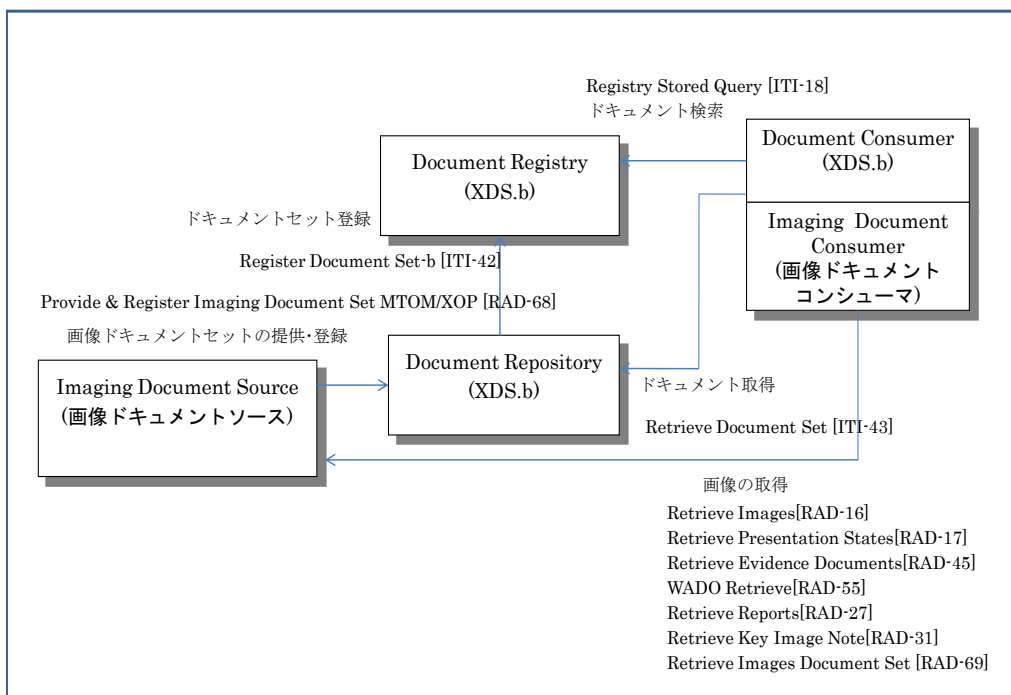 Registry Stored Query [ITI-18]
ドキュメント検索
Document Consumer
(XDS.b)
Document Registry
(XDS.b)
ドキュメントセット登録
Imaging Document
Consumer
(画像ドキュメント
コンシューマ)
Register Document Set-b [ITI-42]
Provide & Register Imaging Document Set MTOM/XOP [RAD-68]
画像ドキュメントセットの提供・登録
Document Repository
(XDS.b)
Imaging Document Source
(画像ドキュメントソース)
ドキュメント取得
Retrieve Document Set [ITI-43]
画像の取得
Retrieve Images[RAD-16]
Retrieve Presentation States[RAD-17]
Retrieve Evidence Documents[RAD-45]
WADO Retrieve[RAD-55]
Retrieve Reports[RAD-27]
Retrieve Key Image Note[RAD-31]
Retrieve Images Document Set [RAD-69]